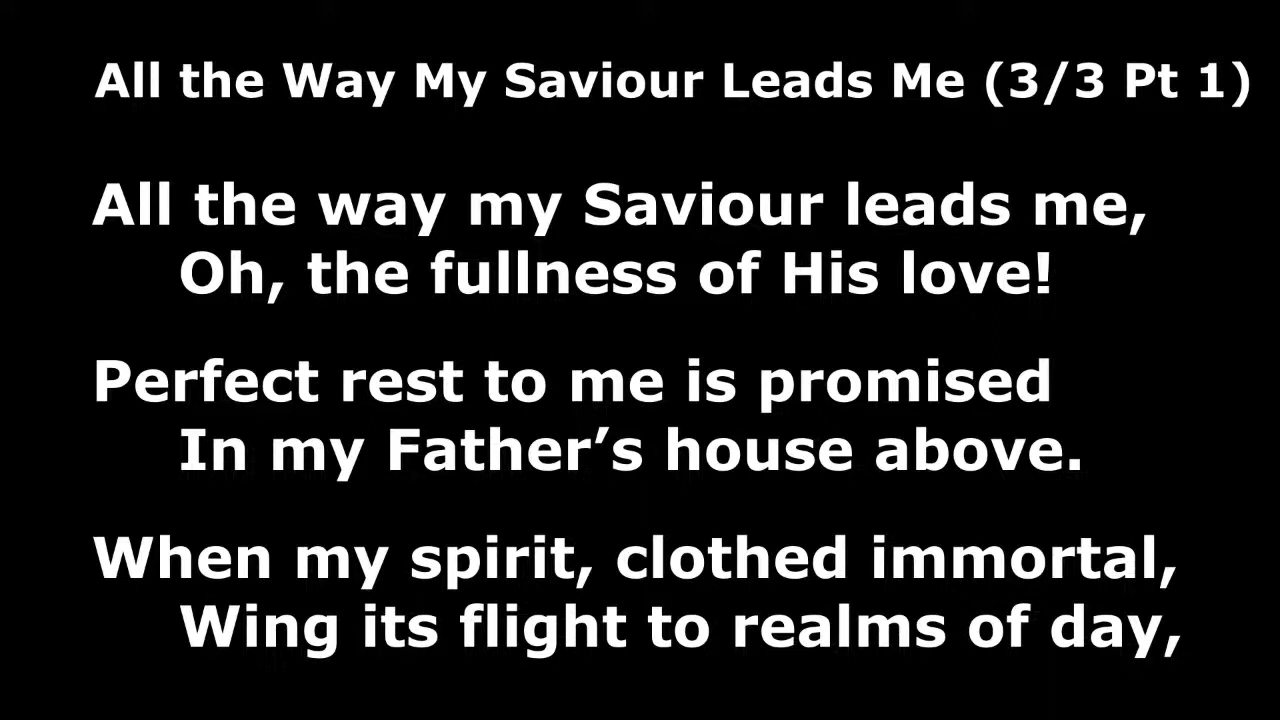 All the Way My Saviour Leads Me (3/3 Pt 1)
All the way my Saviour leads me,
Oh, the fullness of His love!
Perfect rest to me is promised
In my Father’s house above.
When my spirit, clothed immortal,
Wing its flight to realms of day,